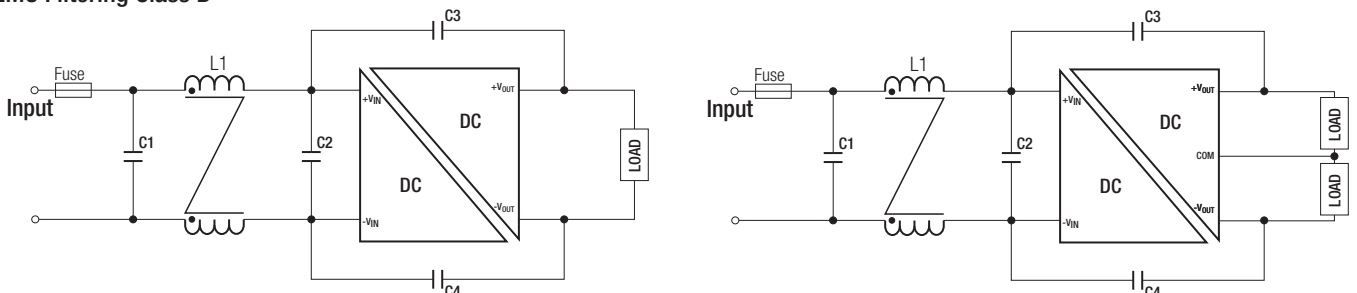 EMC Filtering Class B
C3
Fuse
L1
Input
+VIN
+VOUT
DC
C1
C2
LOAD
DC
-VIN
-VOUT
C4
C3
Fuse
L1
Input
+VIN
+VOUT
DC
LOAD
C1
C2
COM
DC
LOAD
-VIN
-VOUT
C4